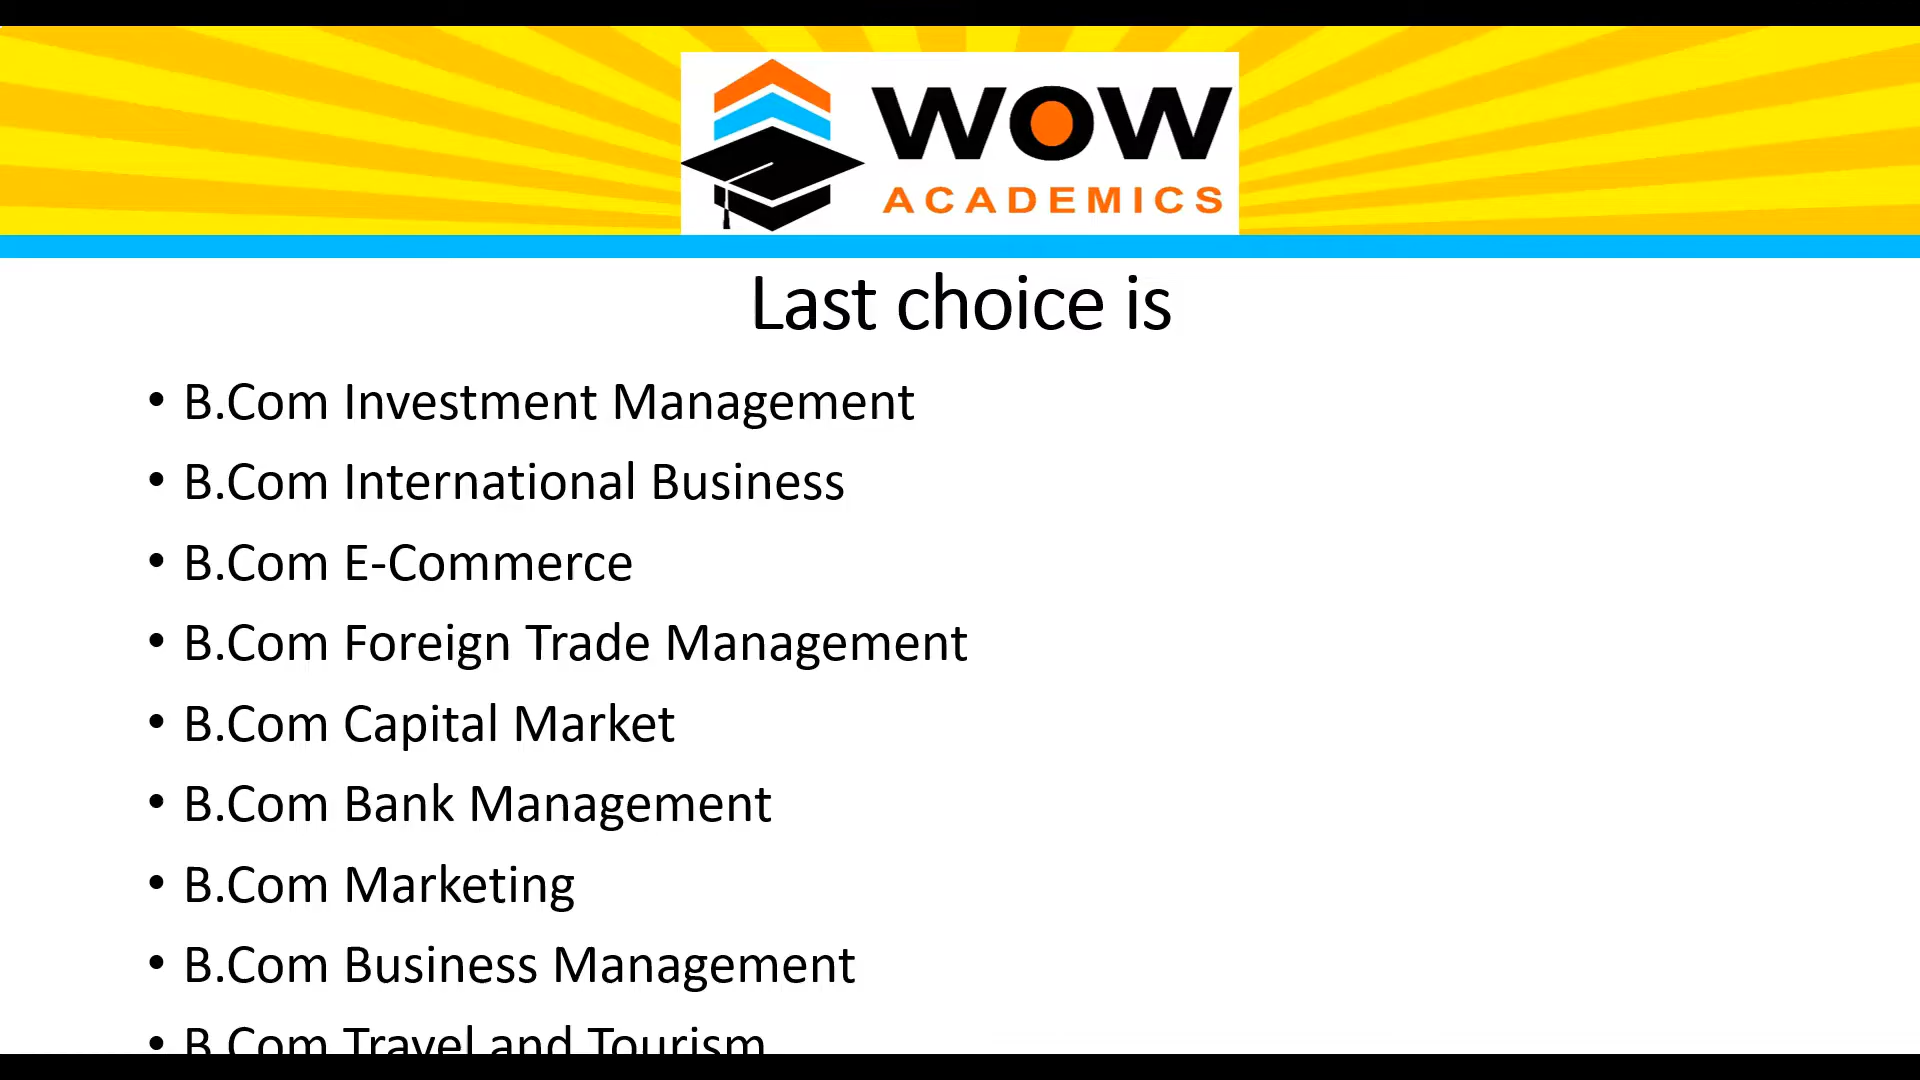 WOW
ACADEMICS
Last choice is
• B.Com Investment Management
• B.Com International Business
• B.Com E-Commerce
• B.Com Foreign Trade Management
• B.Com Capital Market
• B.Com Bank Management
• B.Com Marketing
• B.Com Business Management
• B.Com Travel and Tourism